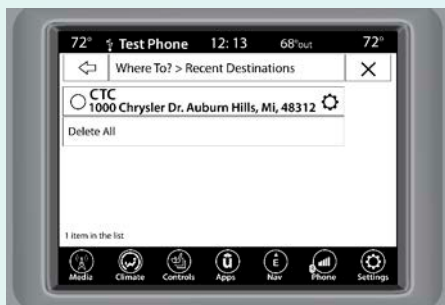 72° Test Phone 12:13 68°out 72°
Where To? > Recent Destinations X
CTC
1000 Chrysler Dr. Auburn Hills, Mi, 48312
Delete All
1 item in the list
ü E
Media Climate Controls Apps Nav Phone Settings